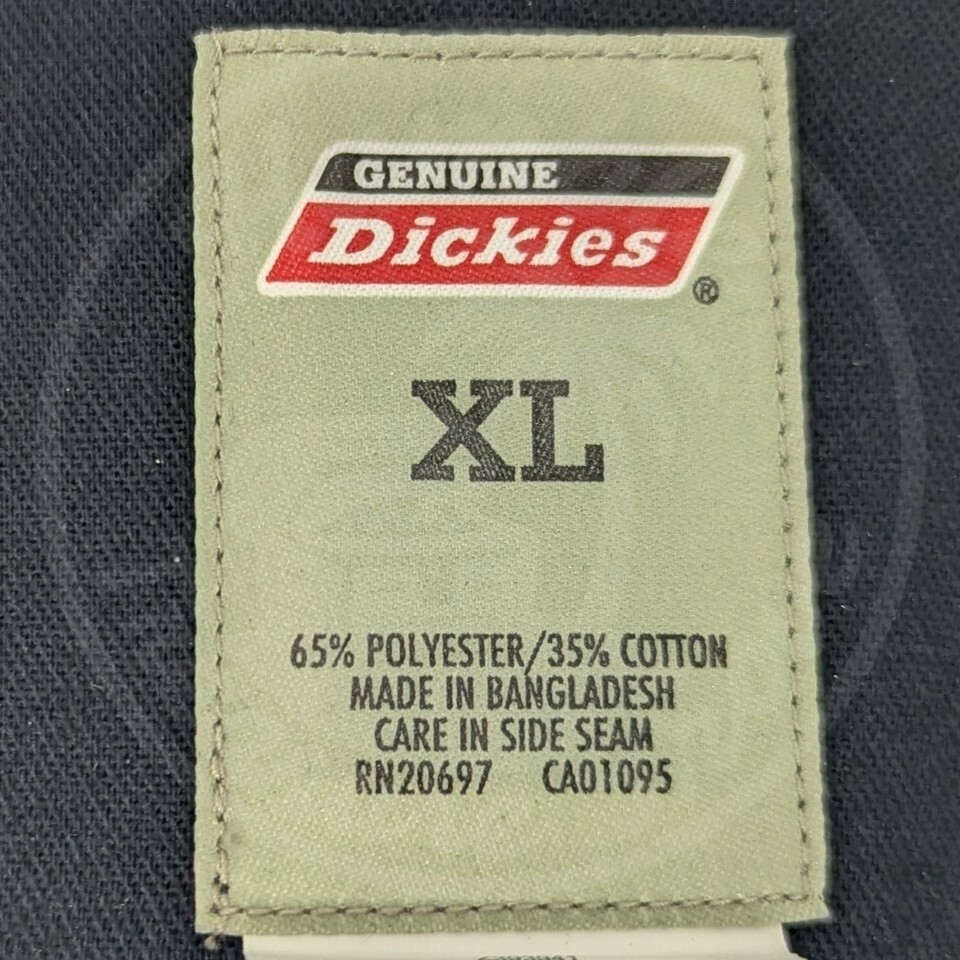 GENUINE
Dickies
®
XL
65% POLYESTER/35% COTTON
MADE IN BANGLADESH
CARE IN SIDE SEAM
RN20697 CA01095